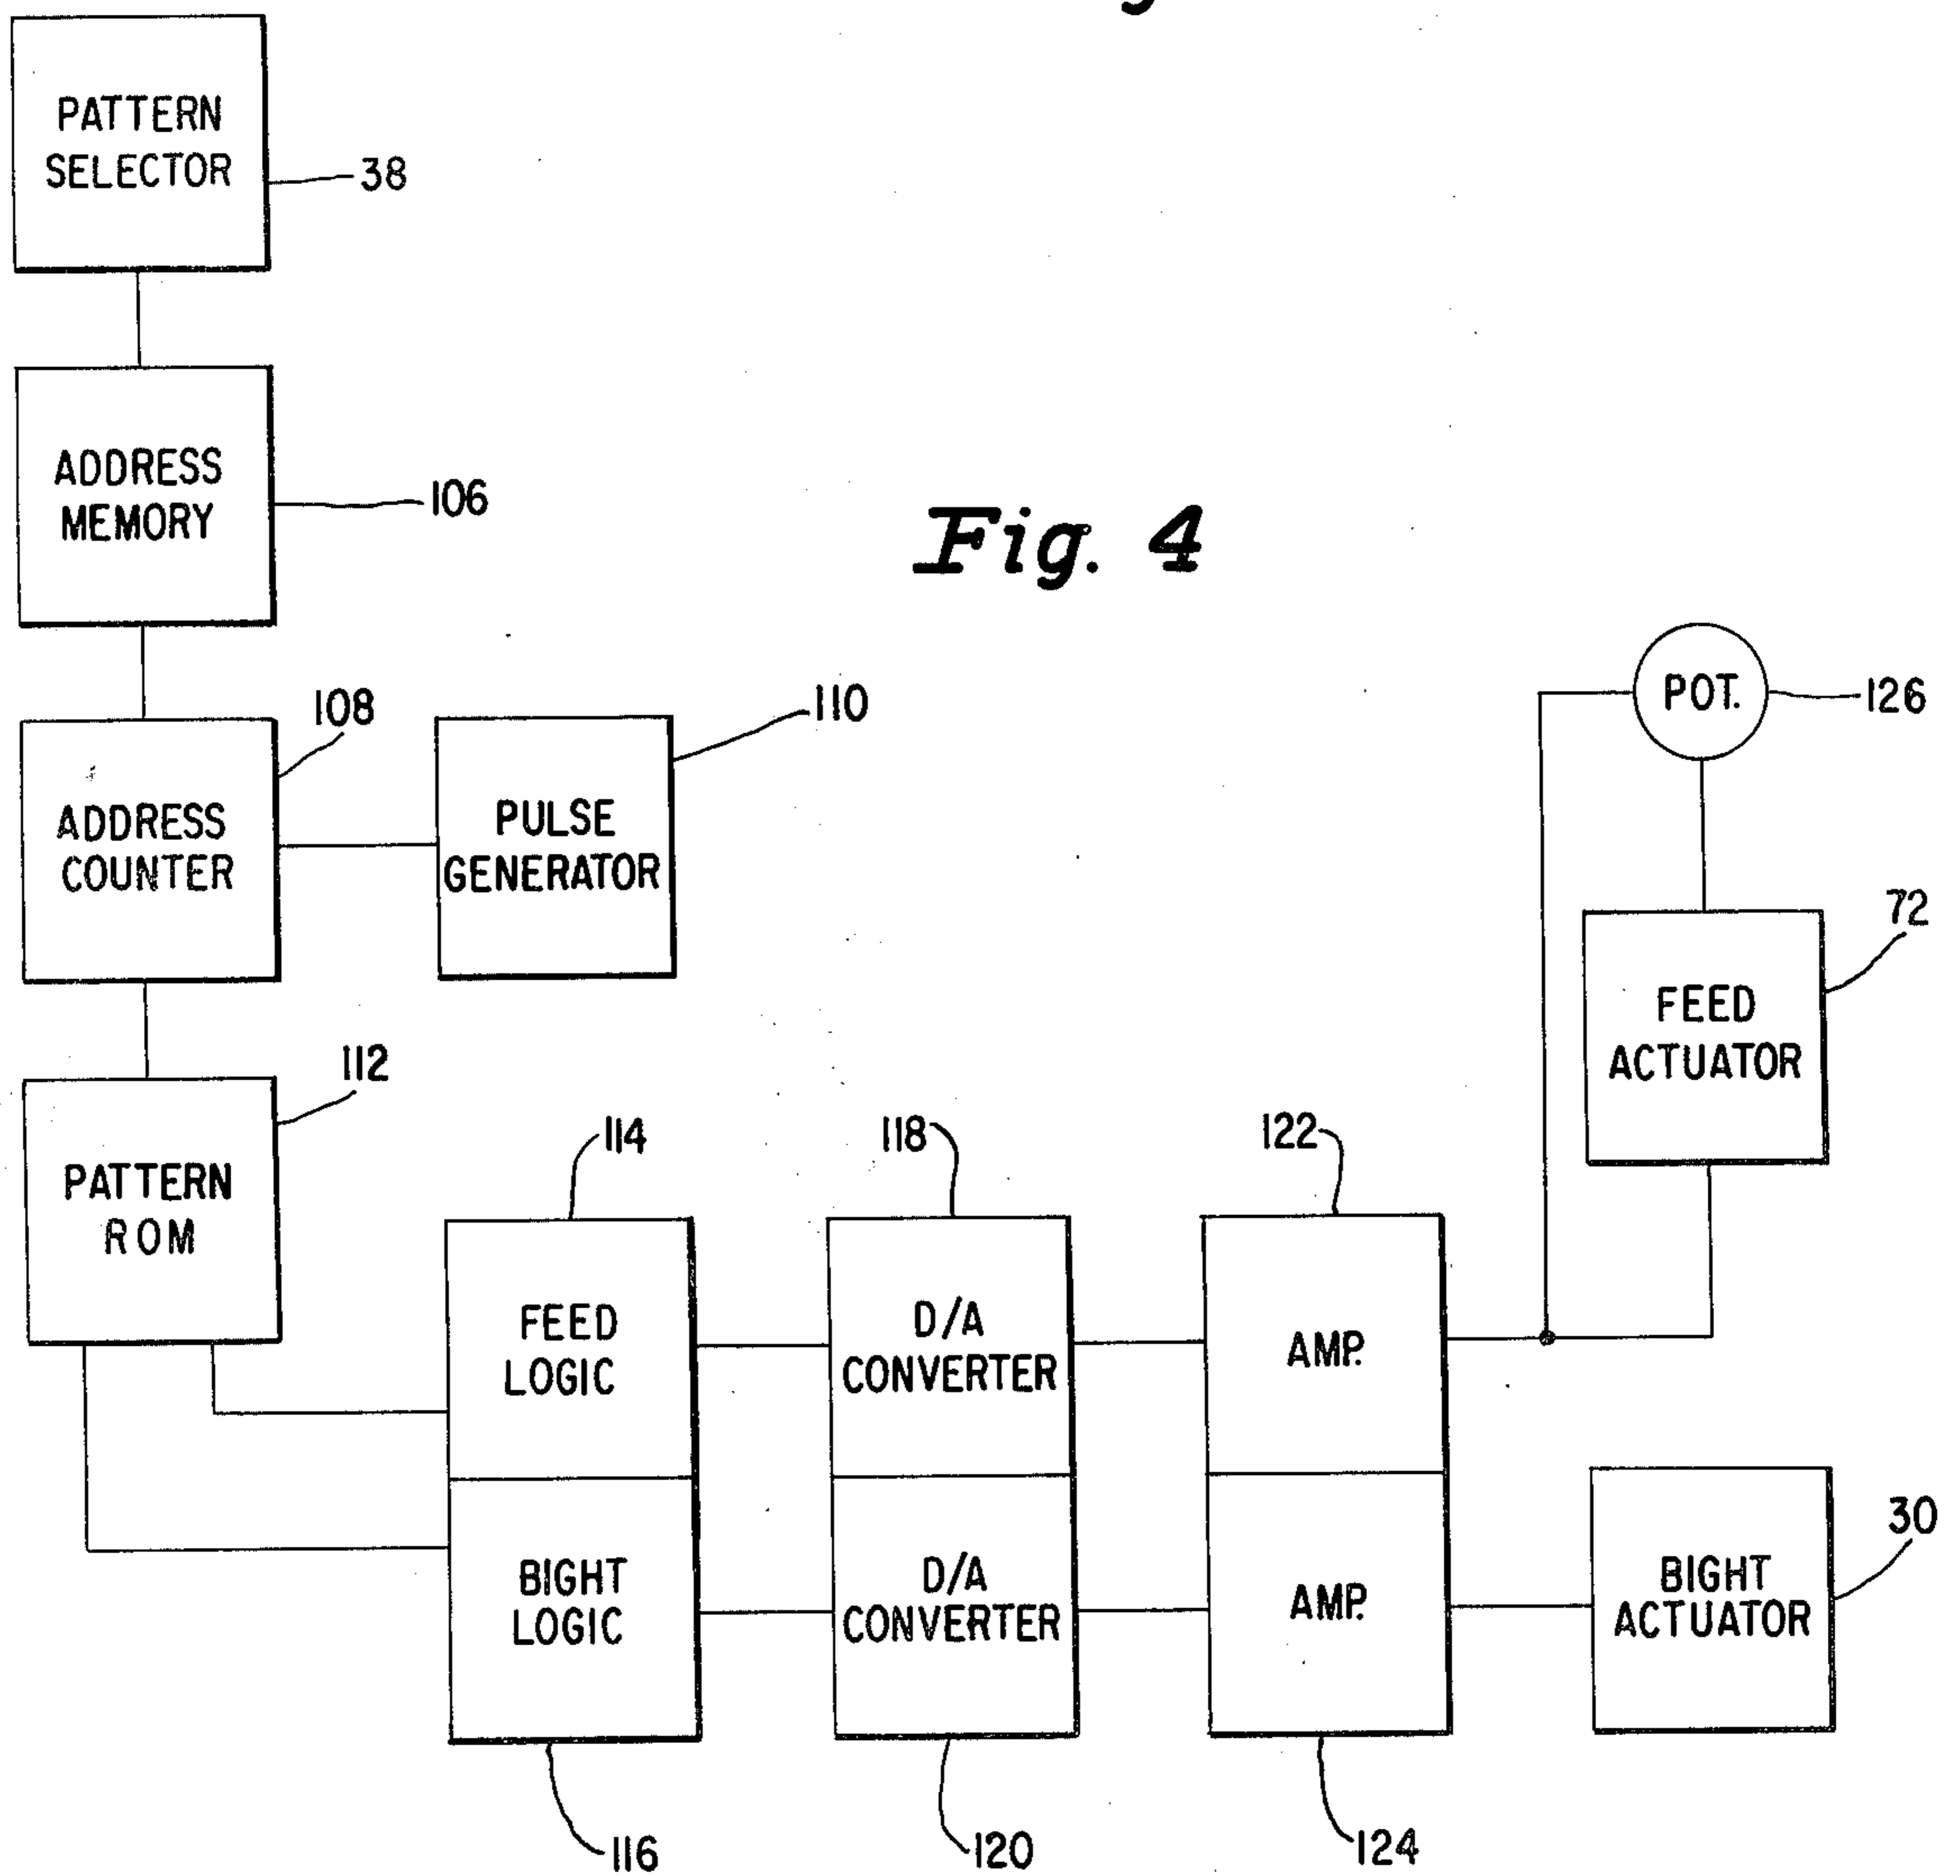 PATTERN
SELECTOR
38
ADDRESS
MEMORY
106
Fig. 4
ADDRESS
COUNTER
108
PULSE
GENERATOR
110
POT.
126
FEED
ACTUATOR
72
PATTERN
ROM
112
FEED
LOGIC
114
D/A
CONVERTER
118
AMP.
122
BIGHT
LOGIC
116
D/A
CONVERTER
120
AMP.
124
BIGHT
ACTUATOR
30